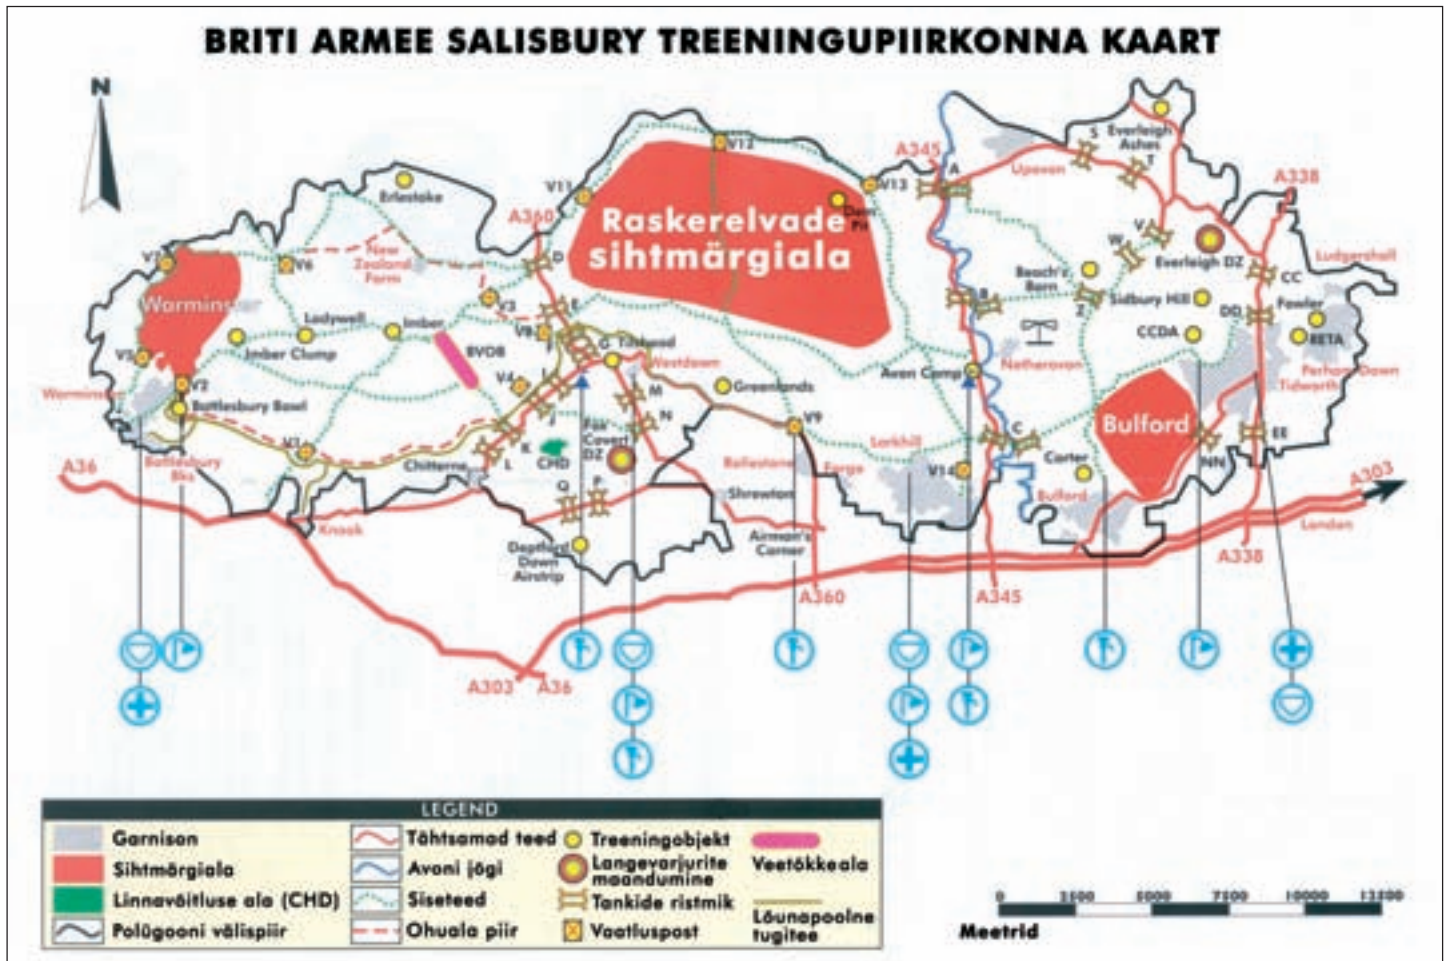 BRITI ARMEE SALISBURY TREENINGUPIIRKONNA KAART
N
A345
S
Everleigh
Ashes
T
Upavon
A
V12
V13
V11
Erlestoke
A360
A338
Raskerelvade
sihtmärgiala
Dem
Pit
V
W
Everleigh DZ
Ludgershall
CC
V7
V6
New
Zealand
Farm
D
Beach's
Barn
Sidbury Hill
Z
Warminster
V3
E
B
DD
Fowler
Ladywell
Imber
V8
F
G
Tilshead
CCDA
RETA
Imber Clump
BVOB
Westdown
Netheravon
V5
V4
I
Greenlands
Avon Camp
Perham Down
Tidworth
Warminster
V2
M
Battlesbury Bowl
J
N
V9
Bulford
Fox
Covert
DZ
K
CHD
Larkhill
C
EE
V1
L
NN
A36
Battlesbury
Bks
Chitterne
Rollestone
Forge
V14
Carter
A303
Q
P
Shrewton
Bulford
Knook
London
Deptford
Down
Airstrip
Airman's
Corner
A338
A360
A345
A303
A36
LEGEND
Garnison
Sihtmärgiala
Linnavõitluse ala (CHD)
Polügooni välispiir
Tähtsamad teed
Avoni jõgi
Siseteed
Ohuala piir
Treeningobjekt
Langevarjurite
maandumine
Tankide ristmik
Vaatluspost
Veetõkkeala
Lõunapoolne
tugitee
0 2500 5000 7500 10000 12500
Meetrid